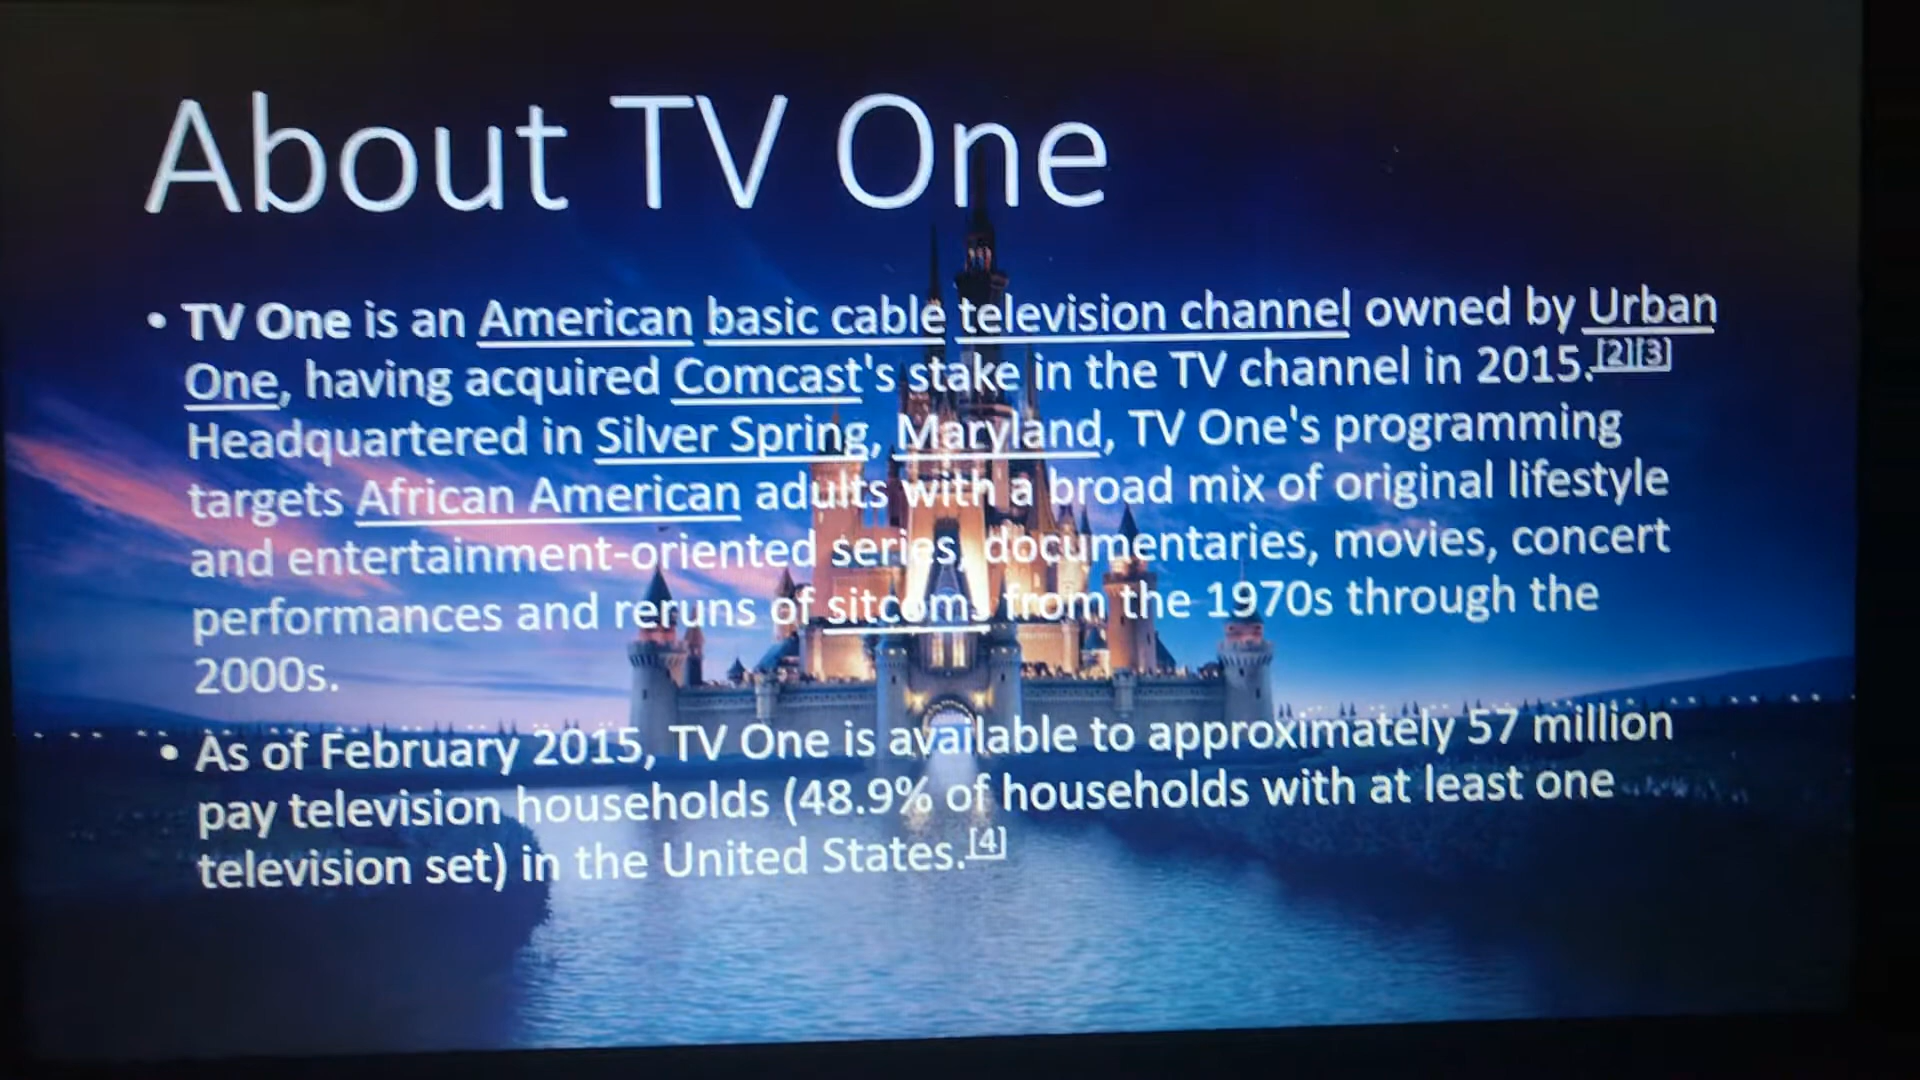 About TV One
• TV One is an American basic cable television channel owned by Urban
One, having acquired Comcast's stake in the TV channel in 2015.[2][3]
Headquartered in Silver Spring, Maryland, TV One's programming
targets African American adults with a broad mix of original lifestyle
and entertainment-oriented series, documentaries, movies, concert
performances and reruns of sitcoms from the 1970s through the
2000s.
• As of February 2015, TV One is available to approximately 57 million
pay television households (48.9% of households with at least one
television set) in the United States.[4]